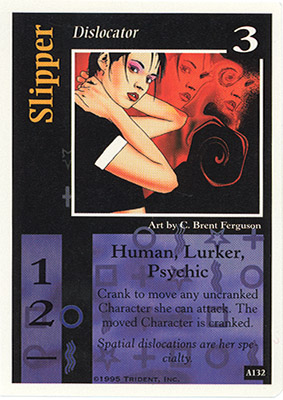 Slipper
Dislocator
3
Art by C. Brent Ferguson
Human, Lurker,
Psychic
1
2
Crank to move any uncranked
Character she can attack. The
moved Character is cranked.
Spatial dislocations are her spe-
cialty.
A132
©1995 TRIDENT, INC.